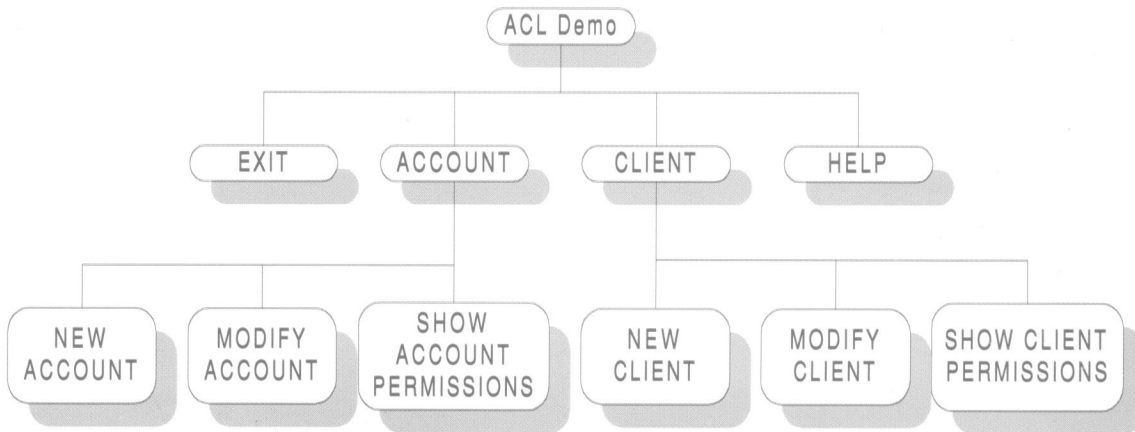 ACL Demo
EXIT
ACCOUNT
CLIENT
HELP
NEW
ACCOUNT
MODIFY
ACCOUNT
SHOW
ACCOUNT
PERMISSIONS
NEW
CLIENT
MODIFY
CLIENT
SHOW CLIENT
PERMISSIONS